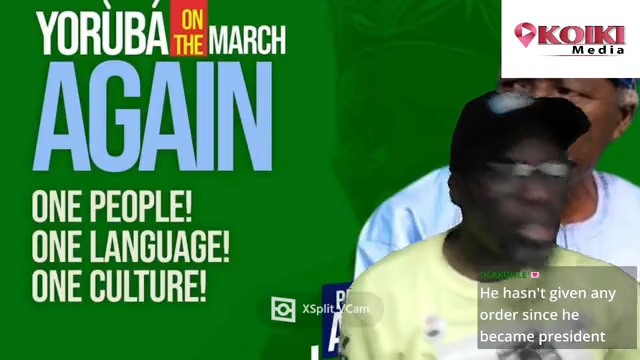 YORÙBÁ ON THE MARCH
AGAIN
ONE PEOPLE!
ONE LANGUAGE!
ONE CULTURE!
KOIKI
Media
XSplit VCam
He hasn't given any
order since he
became president